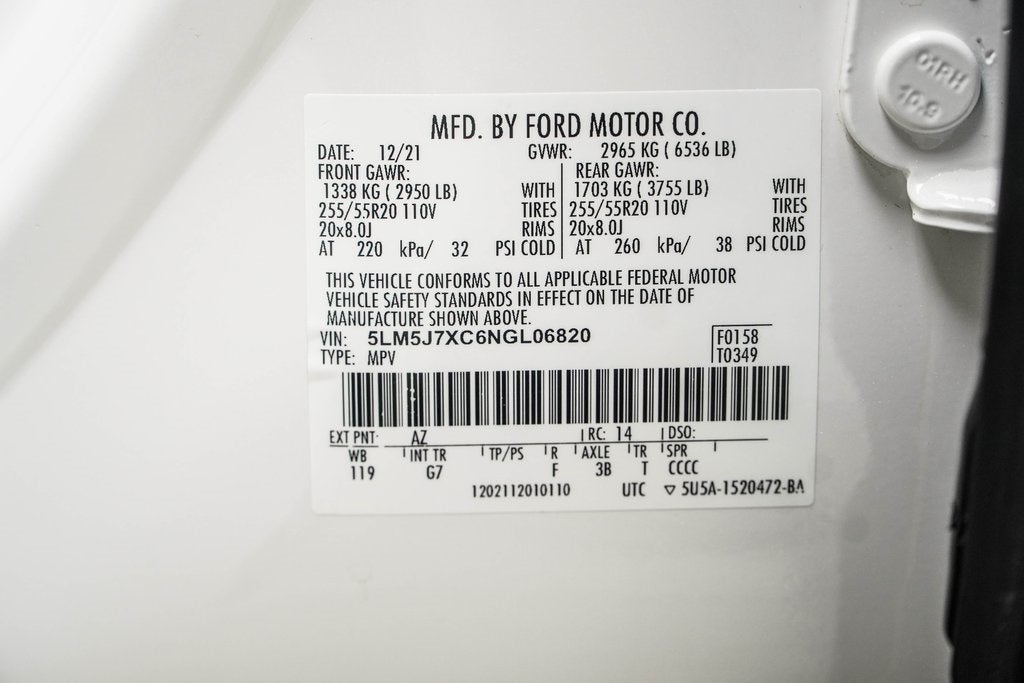 01RH
10.9
MFD. BY FORD MOTOR CO.
DATE: 12/21 GVWR: 2965 KG ( 6536 LB)
FRONT GAWR: REAR GAWR:
1338 KG ( 2950 LB) WITH 1703 KG ( 3755 LB) WITH
255/55R20 110V TIRES 255/55R20 110V TIRES
20x8.0J RIMS 20x8.0J RIMS
AT 220 kPa/ 32 PSI COLD AT 260 kPa/ 38 PSI COLD
THIS VEHICLE CONFORMS TO ALL APPLICABLE FEDERAL MOTOR
VEHICLE SAFETY STANDARDS IN EFFECT ON THE DATE OF
MANUFACTURE SHOWN ABOVE.
VIN: 5LM5J7XC6NGL06820 F0158
TYPE: MPV T0349
EXT PNT: AZ RC: 14 DSO:
WB INT TR TP/PS R AXLE TR SPR
119 G7 F 3B T CCCC
1202112010110 UTC ▽ 5U5A-1520472-BA